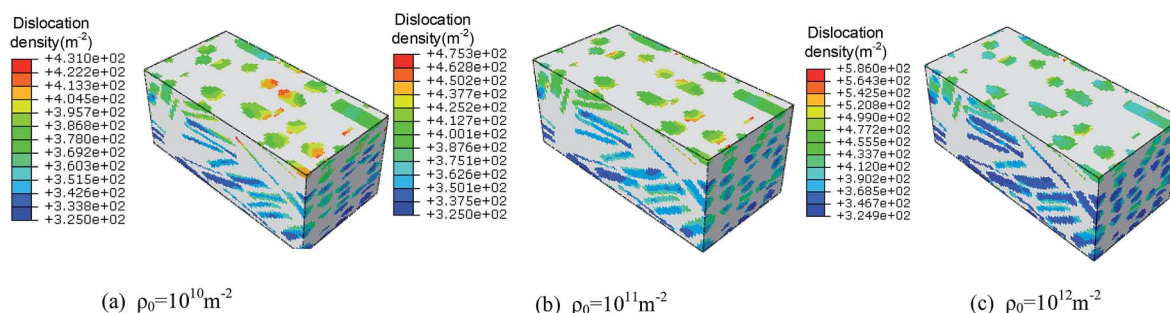 Dislocation
density(m-2)
+4.310e+02
+4.222e+02
+4.133e+02
+4.045e+02
+3.957e+02
+3.868e+02
+3.780e+02
+3.692e+02
+3.603e+02
+3.515e+02
+3.426e+02
+3.338e+02
+3.250e+02
(a) ρ0=10^10m-2
Dislocation
density(m-2)
+4.753e+02
+4.628e+02
+4.502e+02
+4.377e+02
+4.252e+02
+4.127e+02
+4.001e+02
+3.876e+02
+3.751e+02
+3.626e+02
+3.501e+02
+3.375e+02
+3.250e+02
(b) ρ0=10^11m-2
Dislocation
density(m-2)
+5.860e+02
+5.643e+02
+5.425e+02
+5.208e+02
+4.990e+02
+4.772e+02
+4.555e+02
+4.337e+02
+4.120e+02
+3.902e+02
+3.685e+02
+3.467e+02
+3.249e+02
(c) ρ0=10^12m-2